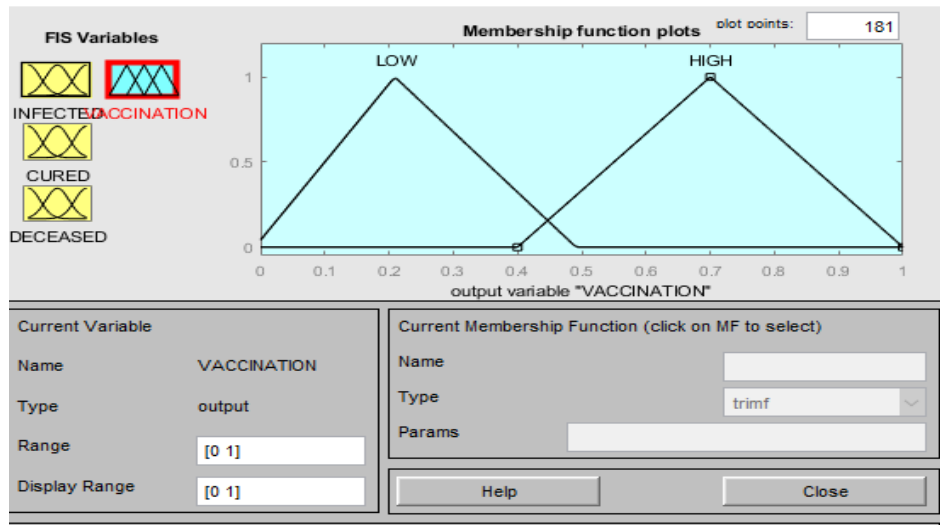 FIS Variables
INFECTED
VACCINATION
CURED
DECEASED
Membership function plots
plot points:
181
LOW
HIGH
1
0.5
0
0 0.1 0.2 0.3 0.4 0.5 0.6 0.7 0.8 0.9 1
output variable "VACCINATION"
Current Variable
Name VACCINATION
Type output
Range [0 1]
Display Range [0 1]
Current Membership Function (click on MF to select)
Name
Type trimf
Params
Help Close